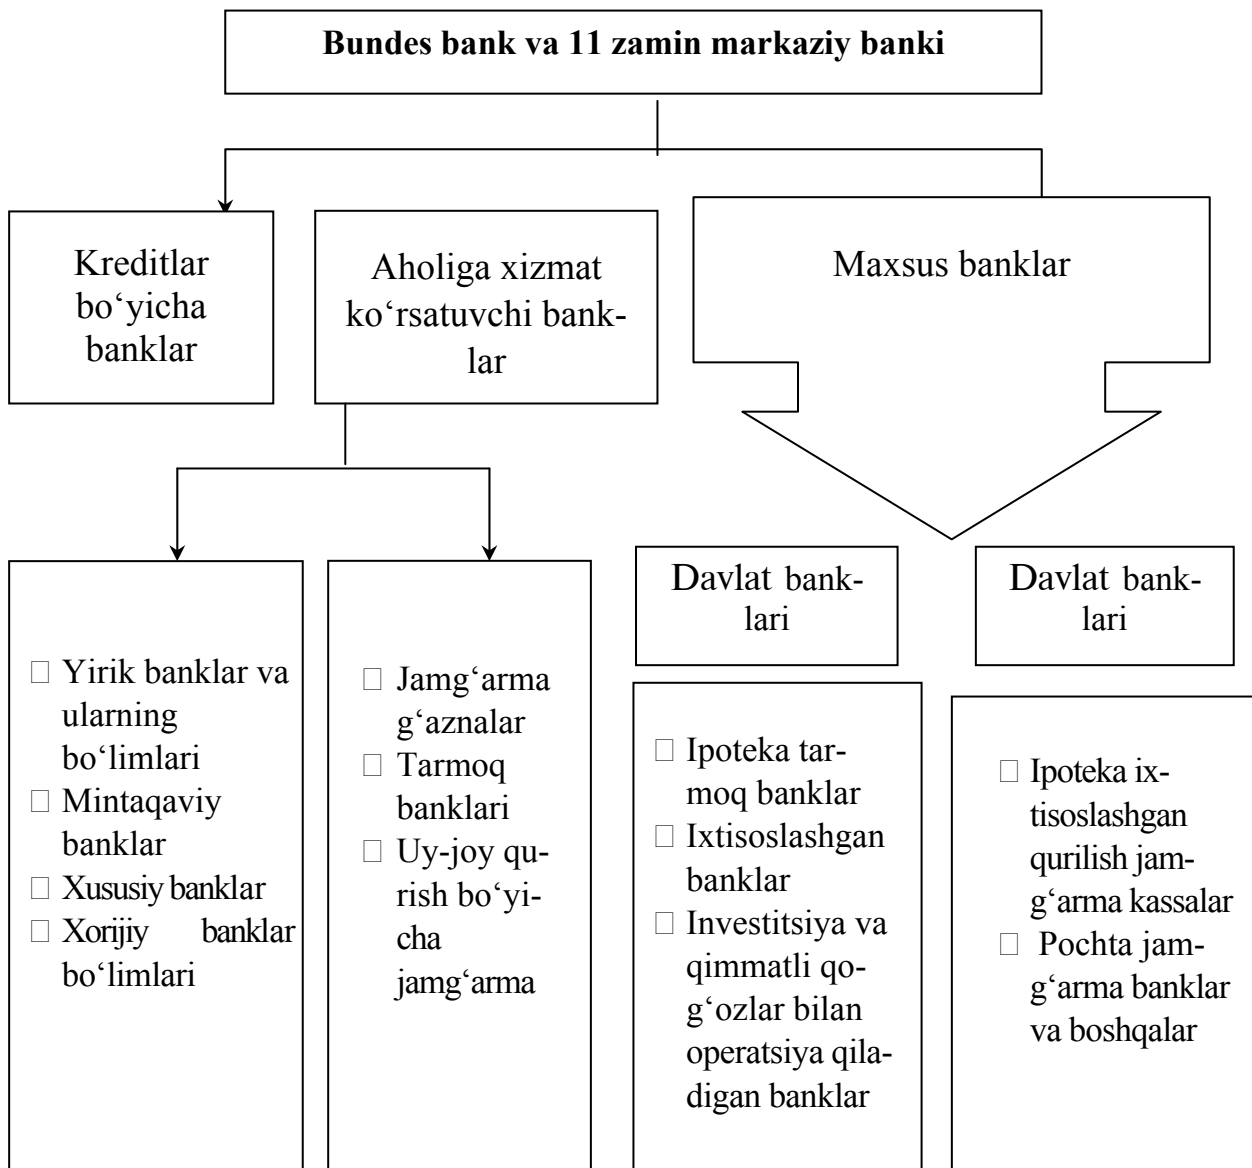 Bundes bank va 11 zamin markaziy banki
Kreditlar
bo‘yicha
banklar
Aholiga xizmat
ko‘rsatuvchi bank-
lar
Maxsus banklar
□ Yirik banklar va
ularning
bo‘limlari
□ Mintaqaviy
banklar
□ Xususiy banklar
□ Xorijiy banklar
bo‘limlari
□ Jamg‘arma
g‘aznalar
□ Tarmoq
banklari
□ Uy-joy qu-
rish bo‘yi-
cha
jamg‘arma
Davlat bank-
lari
□ Ipoteka tar-
moq banklar
□ Ixtisoslashgan
banklar
□ Investitsiya va
qimmatli qo-
g‘ozlar bilan
operatsiya qila-
digan banklar
Davlat bank-
lari
□ Ipoteka ix-
tisoslashgan
qurilish jam-
g‘arma kassalar
□ Pochta jam-
g‘arma banklar
va boshqalar